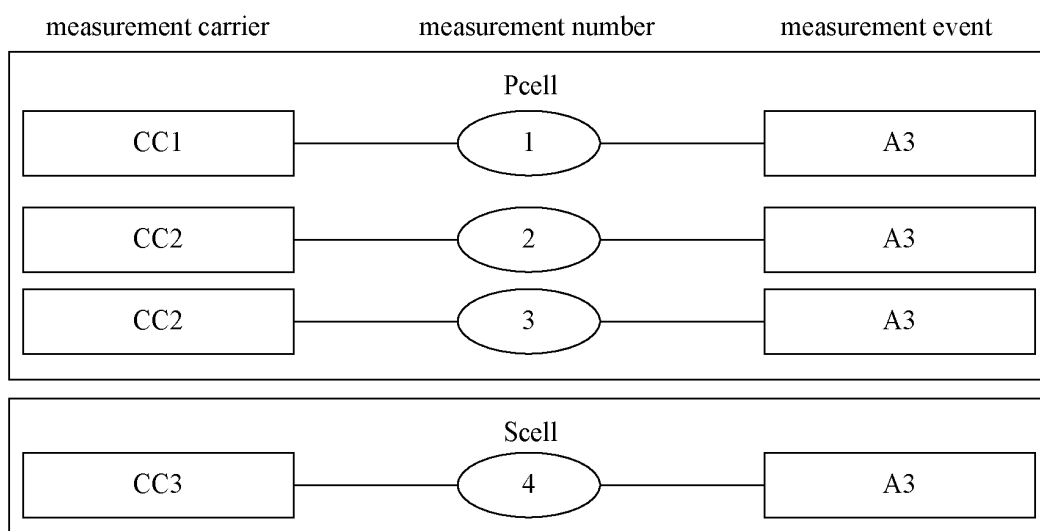 measurement carrier measurement number measurement event
Pcell
CC1 1 A3
CC2 2 A3
CC2 3 A3
Scell
CC3 4 A3